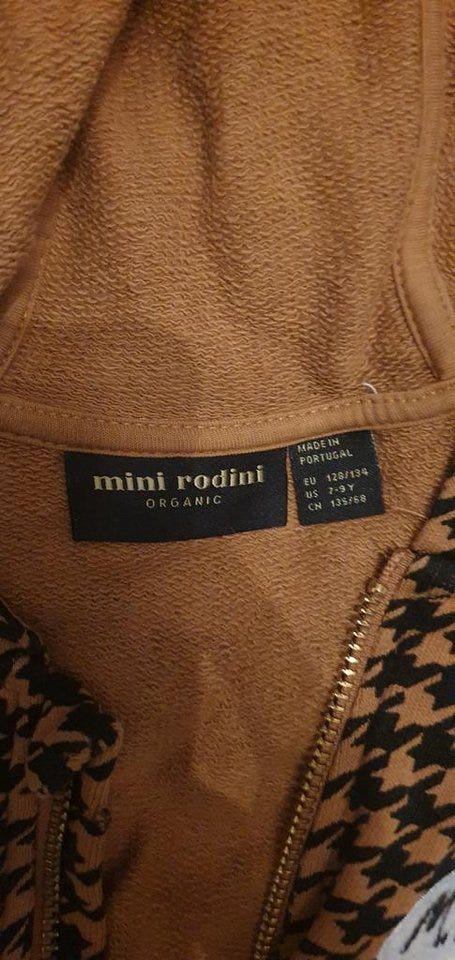 mini rodini
ORGANIC
MADE IN
PORTUGAL
EU 128/134
US 7-9 Y
CN 135/68